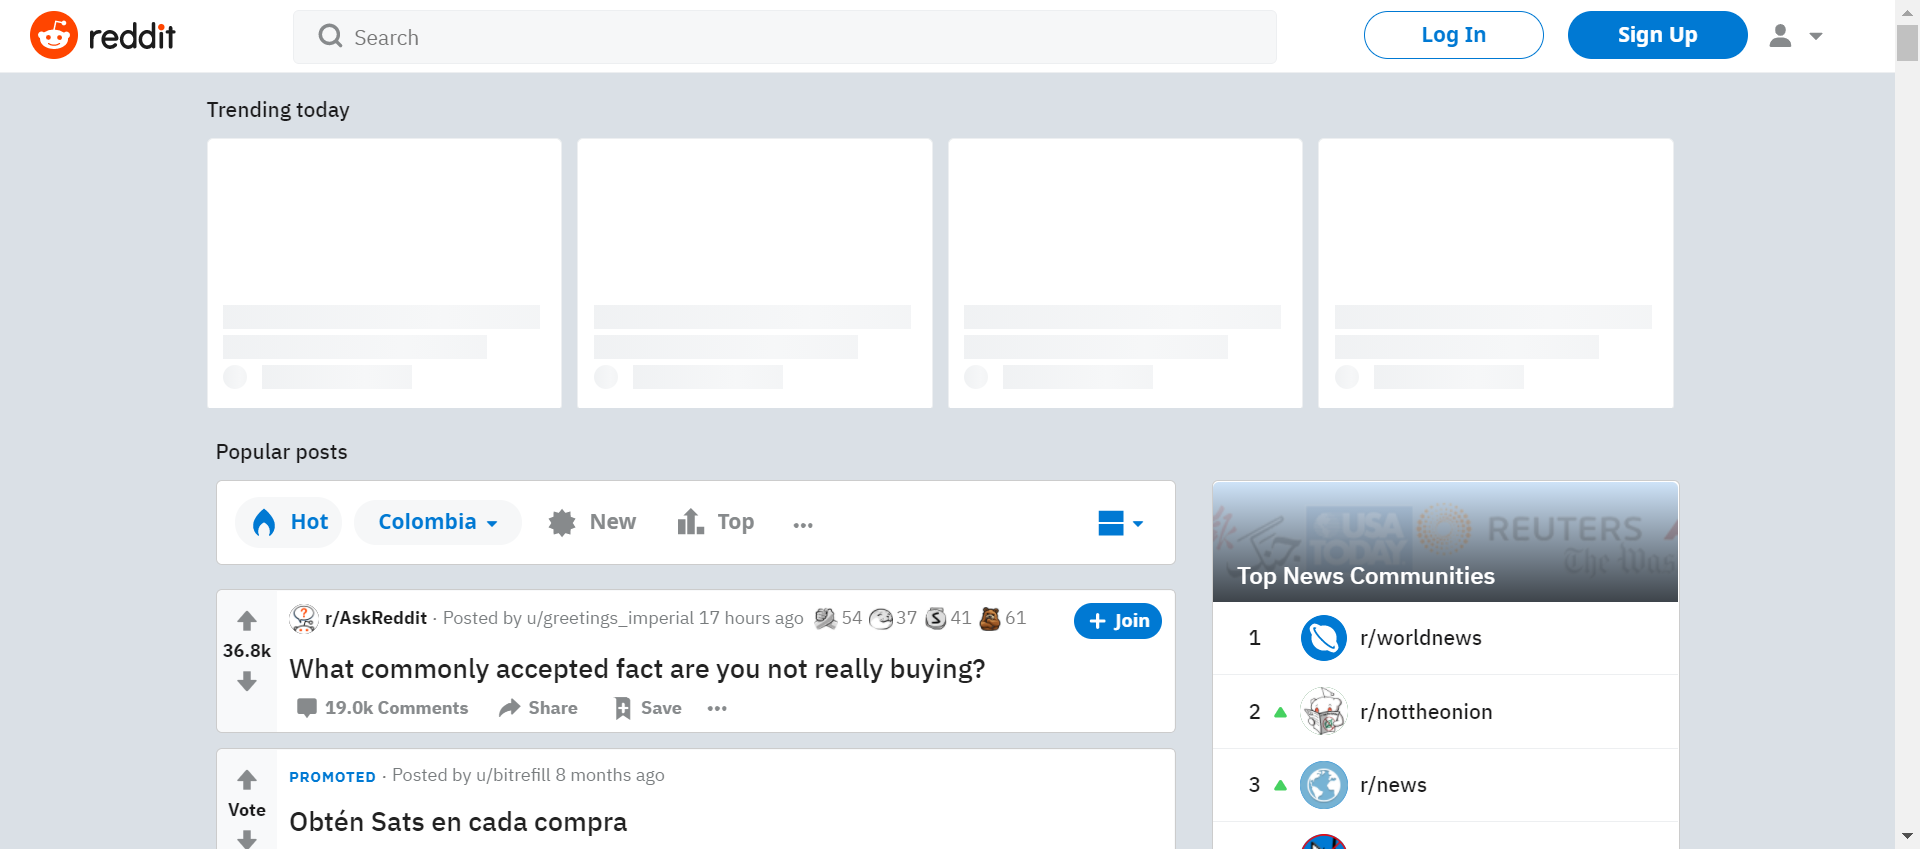 reddit
Search
Log In
Sign Up
Trending today
Popular posts
Hot
Colombia
New
Top
r/AskReddit · Posted by u/greetings_imperial 17 hours ago 54 37 41 61
+ Join
36.8k
What commonly accepted fact are you not really buying?
19.0k Comments
Share
Save
PROMOTED · Posted by u/bitrefill 8 months ago
Vote
Obtén Sats en cada compra
USA
TODAY
REUTERS
The Was
Top News Communities
1 r/worldnews
2 r/nottheonion
3 r/news